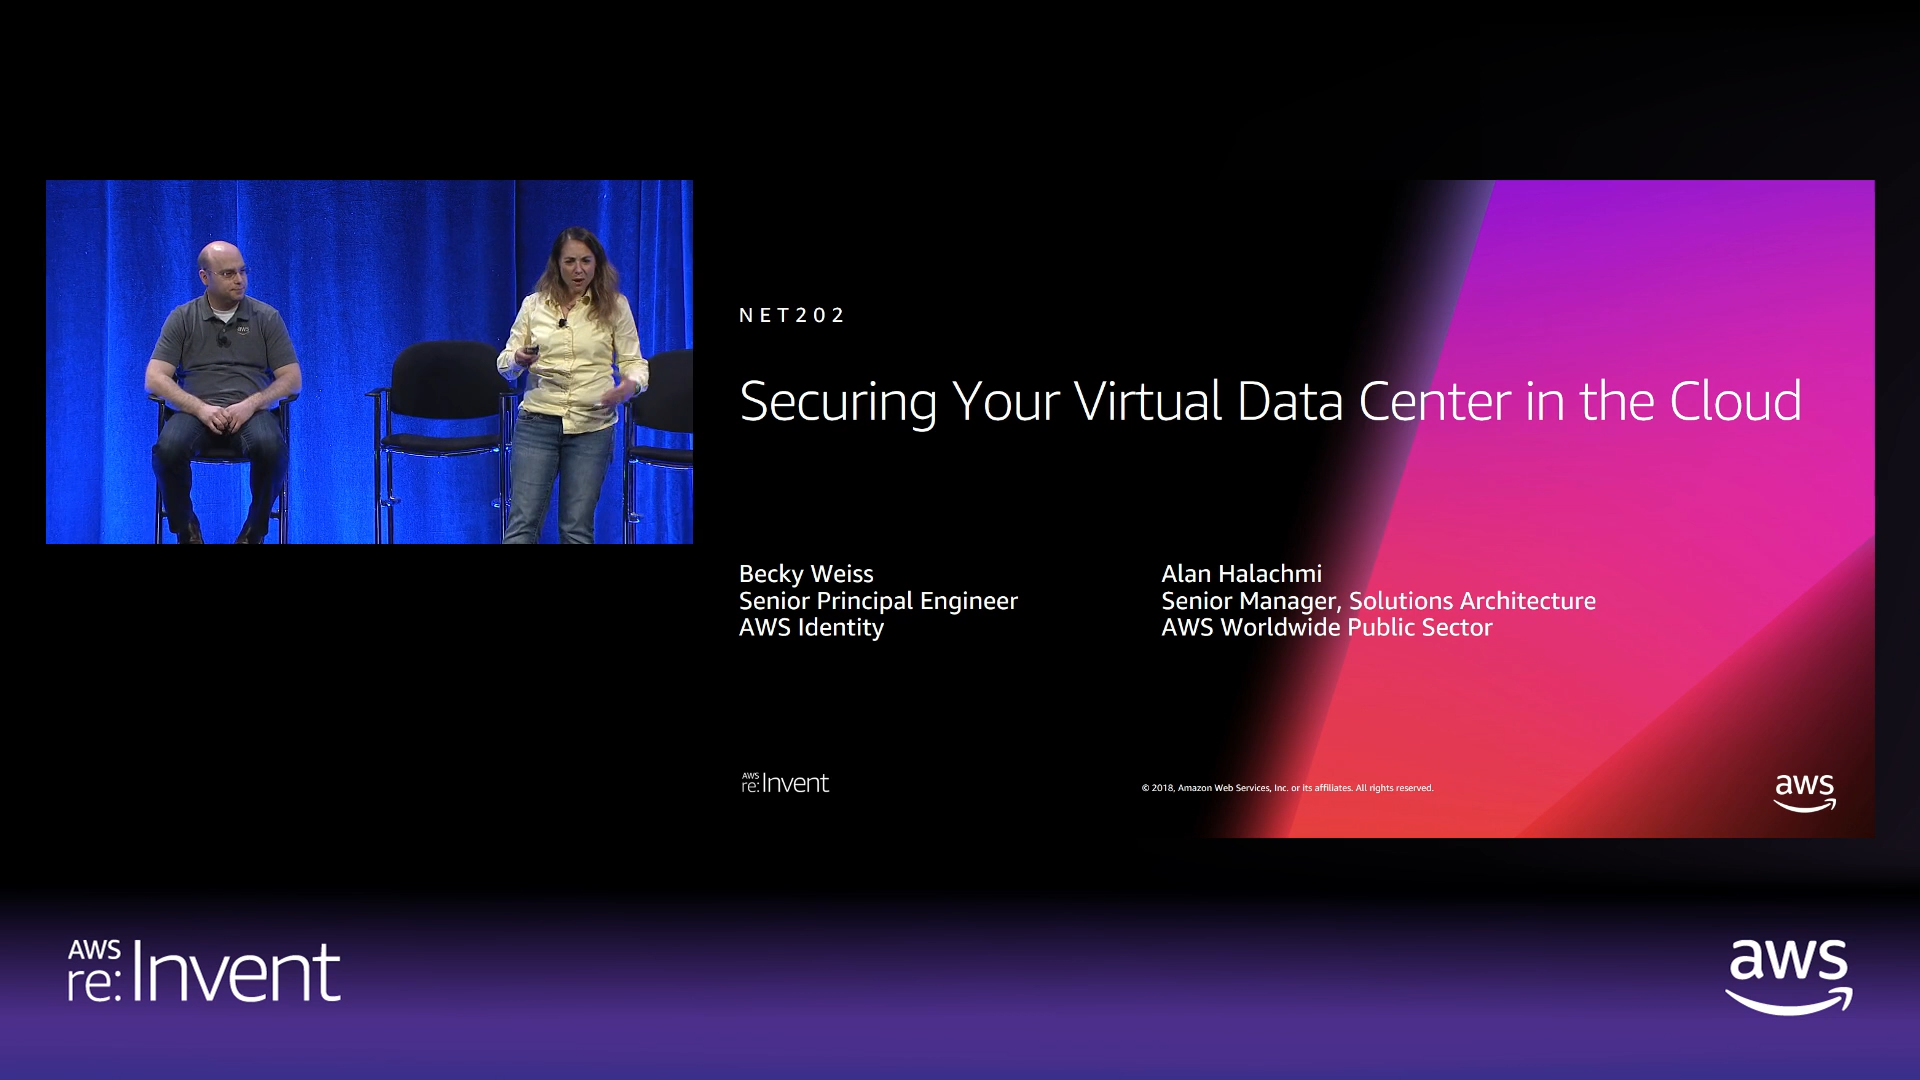 NET202
Securing Your Virtual Data Center in the Cloud
Becky Weiss
Senior Principal Engineer
AWS Identity
Alan Halachmi
Senior Manager, Solutions Architecture
AWS Worldwide Public Sector
AWS
re:Invent
© 2018, Amazon Web Services, Inc. or its affiliates. All rights reserved.
aws
AWS
re:Invent
aws
aws